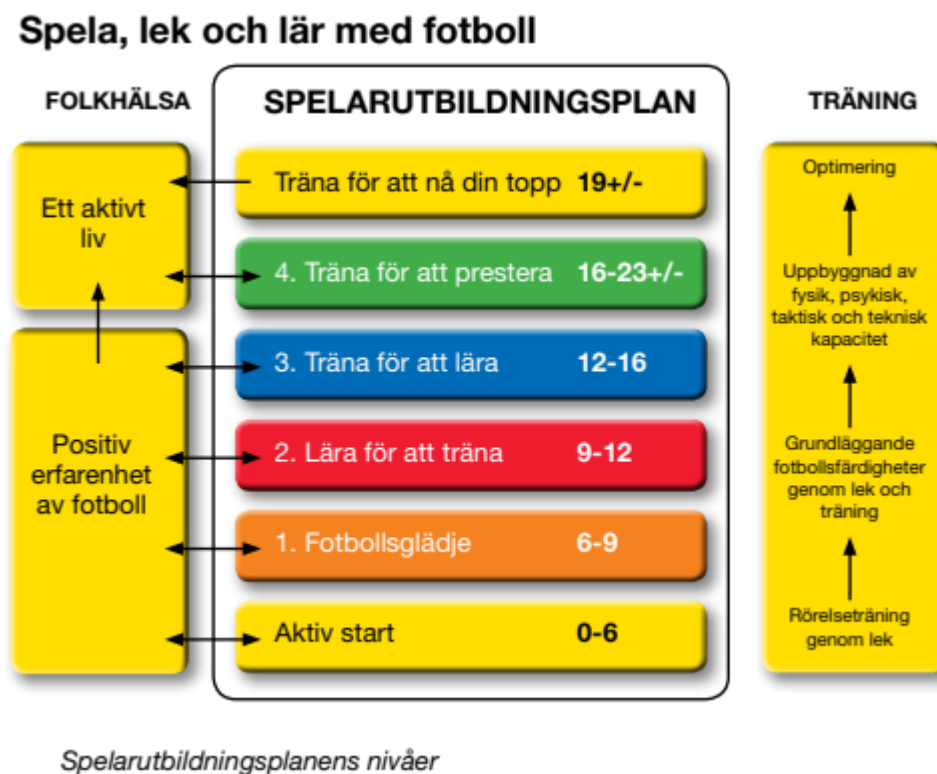 Spela, lek och lär med fotboll
FOLKHÄLSA
Ett aktivt
liv
Positiv
erfarenhet
av fotboll
SPELARUTBILDNINGSPLAN
Träna för att nå din topp 19+/-
4. Träna för att prestera 16-23+/-
3. Träna för att lära 12-16
2. Lära för att träna 9-12
1. Fotbollsglädje 6-9
Aktiv start 0-6
TRÄNING
Optimering
Uppbyggnad av
fysik, psykisk,
taktisk och teknisk
kapacitet
Grundläggande
fotbollsfärdigheter
genom lek och
träning
Rörelseträning
genom lek
Spelarutbildningsplanens nivåer